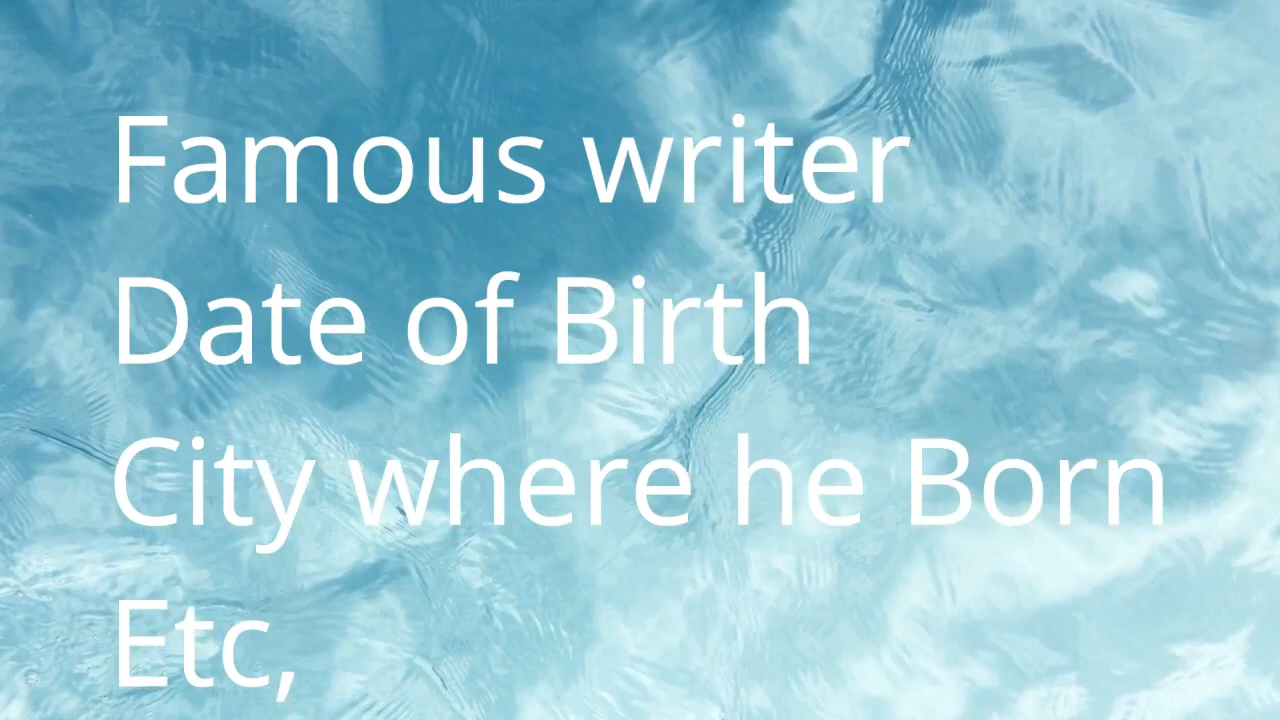 Famous writer
Date of Birth
City where he Born
Etc,